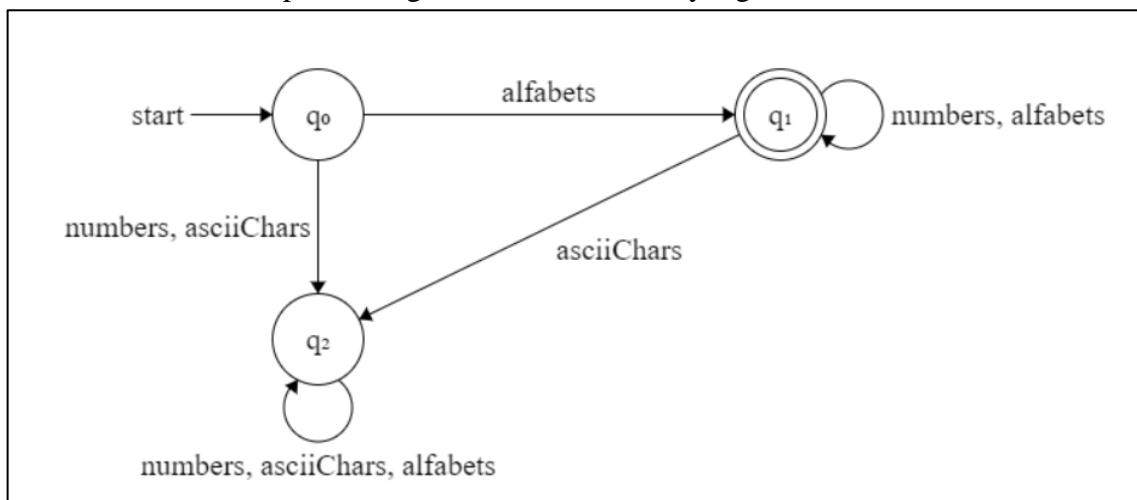 alfabets
start
q₀
q₁
numbers, alfabets
numbers, asciiChars
asciiChars
q₂
numbers, asciiChars, alfabets